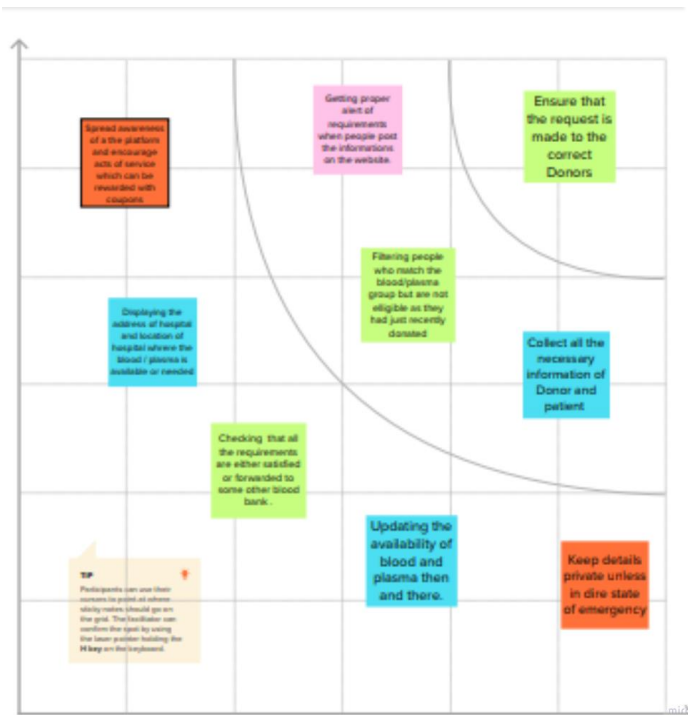 Spread awareness
of a the platform
and encourage
acts of service
which can be
rewarded with
coupons
Getting proper
alert of
requirements
when people post
the informations
on the website.
Ensure that
the request is
made to the
correct
Donors
Filtering people
who match the
blood/plasma
group but are not
elligible as they
had just recently
donated
Displaying the
address of hospital
and location of
hospital whrere the
blood / plasma is
available or needed
Collect all the
necessary
information of
Donor and
patient
Checking that all
the requirements
are either satisfied
or forwarded to
some other blood
bank .
Updating the
availability of
blood and
plasma then
and there.
Keep details
private unless
in dire state
of emergency
TIP
Participants can use their
cursors to point at where
sticky notes should go on
the grid. The facilitator can
confirm the spot by using
the laser pointer holding the
H key on the keyboard.